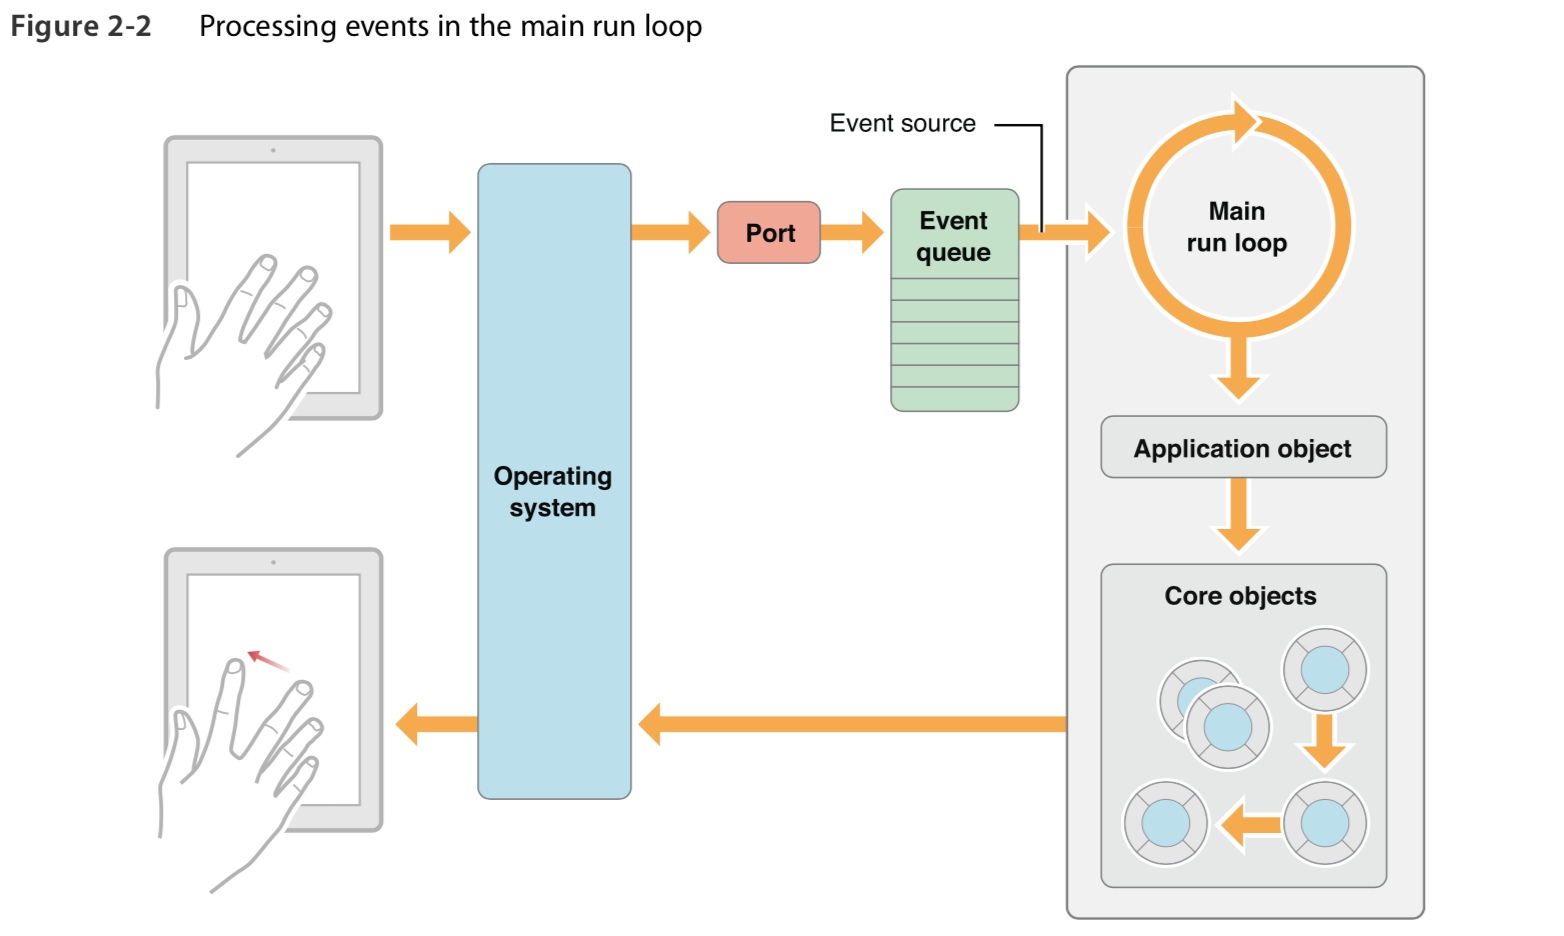 Figure 2-2 Processing events in the main run loop
Event source
Main
run loop
Port
Event
queue
Application object
Operating
system
Core objects